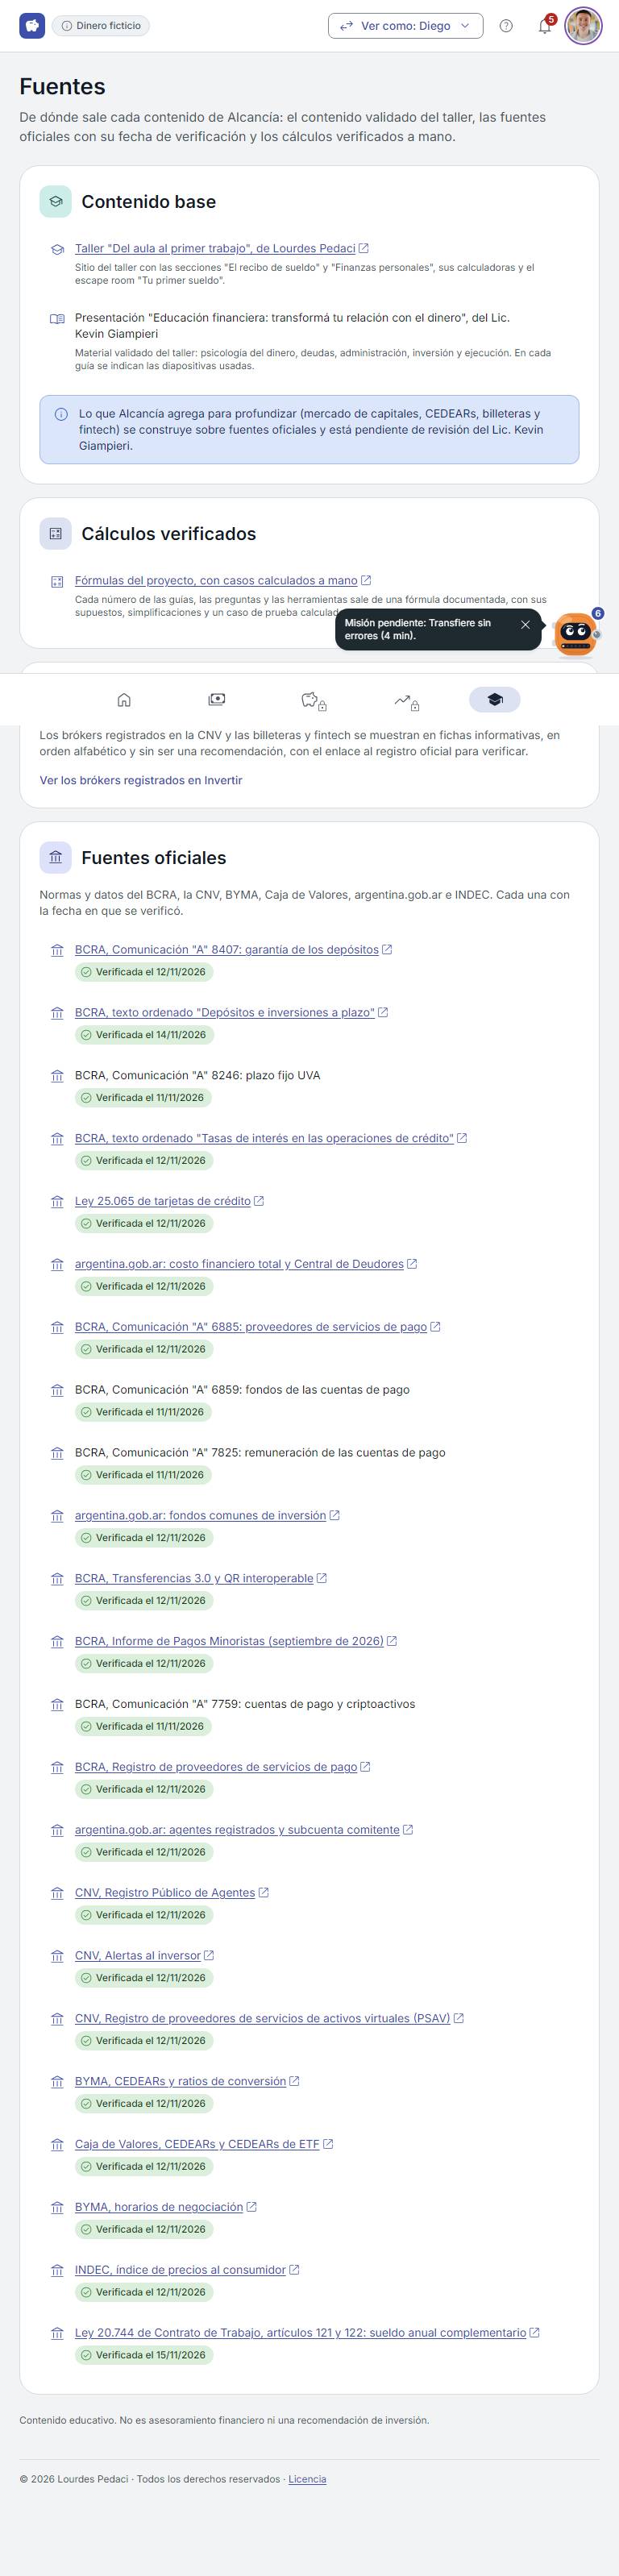 Dinero ficticio
Ver como: Diego
5
Fuentes
De dónde sale cada contenido de Alcancía: el contenido validado del taller, las fuentes
oficiales con su fecha de verificación y los cálculos verificados a mano.
Contenido base
Taller "Del aula al primer trabajo", de Lourdes Pedaci
Sitio del taller con las secciones "El recibo de sueldo" y "Finanzas personales", sus calculadoras y el
escape room "Tu primer sueldo".
Presentación "Educación financiera: transformá tu relación con el dinero", del Lic.
Kevin Giampieri
Material validado del taller: psicología del dinero, deudas, administración, inversión y ejecución. En cada
guía se indican las diapositivas usadas.
Lo que Alcancía agrega para profundizar (mercado de capitales, CEDEARs, billeteras y
fintech) se construye sobre fuentes oficiales y está pendiente de revisión del Lic. Kevin
Giampieri.
Cálculos verificados
Fórmulas del proyecto, con casos calculados a mano
Cada número de las guías, las preguntas y las herramientas sale de una fórmula documentada, con sus
supuestos, simplificaciones y un caso de prueba calculad
Misión pendiente: Transfiere sin
errores (4 min).
6
Los brókers registrados en la CNV y las billeteras y fintech se muestran en fichas informativas, en
orden alfabético y sin ser una recomendación, con el enlace al registro oficial para verificar.
Ver los brókers registrados en Invertir
Fuentes oficiales
Normas y datos del BCRA, la CNV, BYMA, Caja de Valores, argentina.gob.ar e INDEC. Cada una con
la fecha en que se verificó.
BCRA, Comunicación "A" 8407: garantía de los depósitos
Verificada el 12/11/2026
BCRA, texto ordenado "Depósitos e inversiones a plazo"
Verificada el 14/11/2026
BCRA, Comunicación "A" 8246: plazo fijo UVA
Verificada el 11/11/2026
BCRA, texto ordenado "Tasas de interés en las operaciones de crédito"
Verificada el 12/11/2026
Ley 25.065 de tarjetas de crédito
Verificada el 12/11/2026
argentina.gob.ar: costo financiero total y Central de Deudores
Verificada el 12/11/2026
BCRA, Comunicación "A" 6885: proveedores de servicios de pago
Verificada el 12/11/2026
BCRA, Comunicación "A" 6859: fondos de las cuentas de pago
Verificada el 11/11/2026
BCRA, Comunicación "A" 7825: remuneración de las cuentas de pago
Verificada el 11/11/2026
argentina.gob.ar: fondos comunes de inversión
Verificada el 12/11/2026
BCRA, Transferencias 3.0 y QR interoperable
Verificada el 12/11/2026
BCRA, Informe de Pagos Minoristas (septiembre de 2026)
Verificada el 12/11/2026
BCRA, Comunicación "A" 7759: cuentas de pago y criptoactivos
Verificada el 11/11/2026
BCRA, Registro de proveedores de servicios de pago
Verificada el 12/11/2026
argentina.gob.ar: agentes registrados y subcuenta comitente
Verificada el 12/11/2026
CNV, Registro Público de Agentes
Verificada el 12/11/2026
CNV, Alertas al inversor
Verificada el 12/11/2026
CNV, Registro de proveedores de servicios de activos virtuales (PSAV)
Verificada el 12/11/2026
BYMA, CEDEARs y ratios de conversión
Verificada el 12/11/2026
Caja de Valores, CEDEARs y CEDEARs de ETF
Verificada el 12/11/2026
BYMA, horarios de negociación
Verificada el 12/11/2026
INDEC, índice de precios al consumidor
Verificada el 12/11/2026
Ley 20.744 de Contrato de Trabajo, artículos 121 y 122: sueldo anual complementario
Verificada el 15/11/2026
Contenido educativo. No es asesoramiento financiero ni una recomendación de inversión.
© 2026 Lourdes Pedaci · Todos los derechos reservados · Licencia